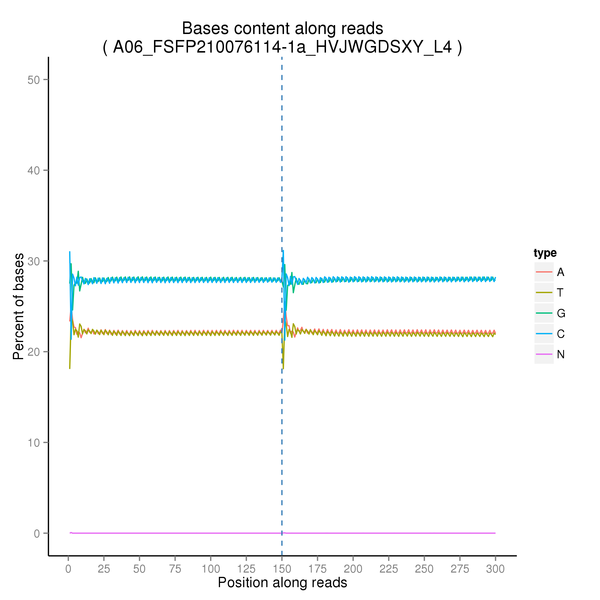 Bases content along reads
( A06_FSFP210076114-1a_HVJWGDSXY_L4 )
Percent of bases
50
40
30
20
10
0
0 25 50 75 100 125 150 175 200 225 250 275 300
Position along reads
type
A
T
G
C
N